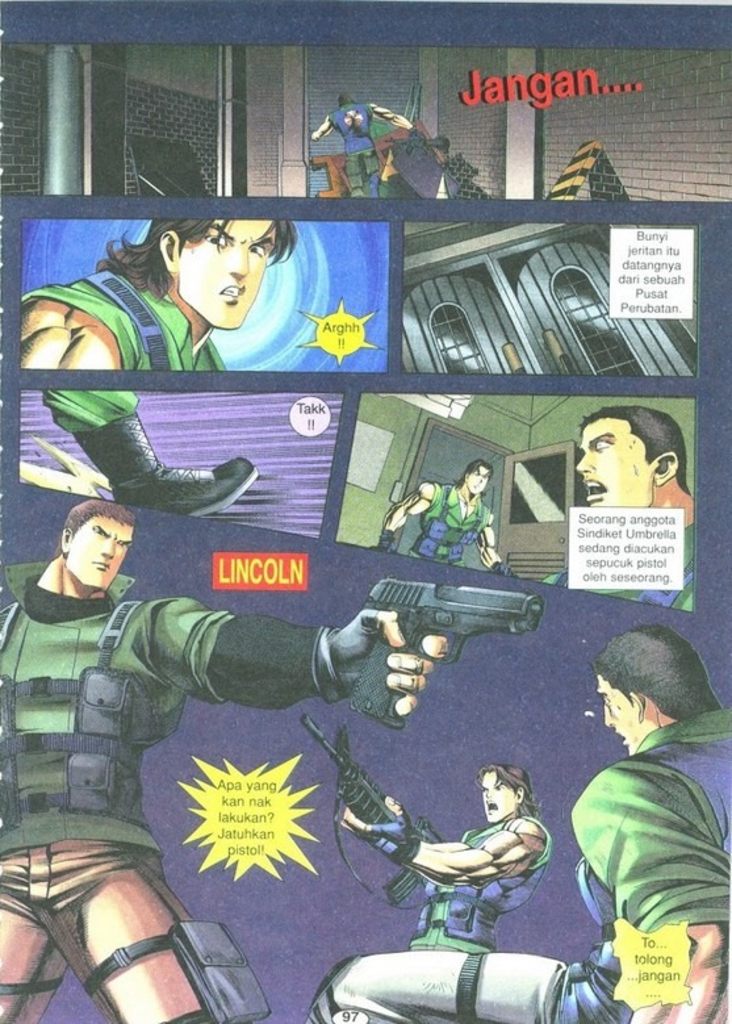 Jangan....
Arghh
!!
Bunyi
jeritan itu
datangnya
dari sebuah
Pusat
Perubatan.
Takk
!!
Seorang anggota
Sindiket Umbrella
sedang diacukan
sepucuk pistol
oleh seseorang.
LINCOLN
Apa yang
kan nak
lakukan?
Jatuhkan
pistol!
To...
tolong
...jangan
....
97